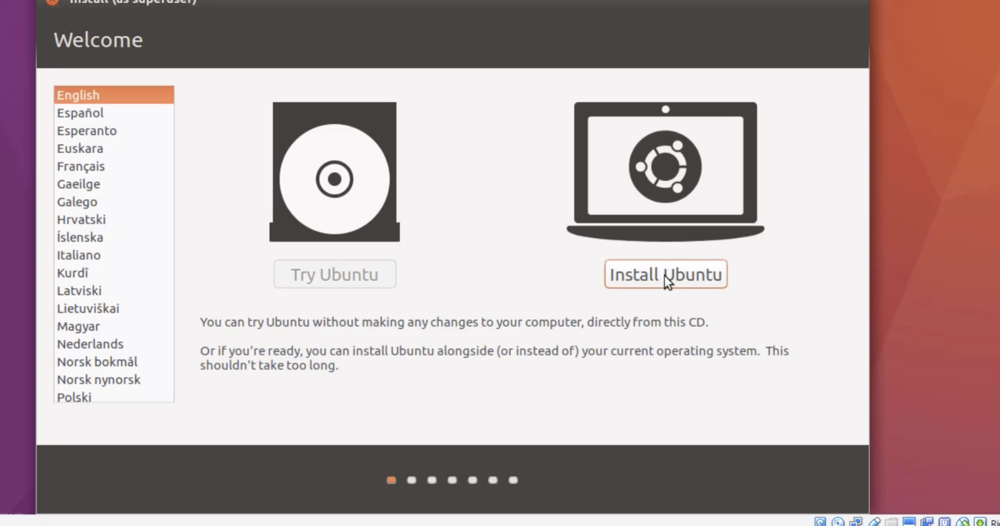 Install (as superuser)
Welcome
English
Español
Esperanto
Euskara
Français
Gaeilge
Galego
Hrvatski
Íslenska
Italiano
Kurdî
Latviski
Lietuviškai
Magyar
Nederlands
Norsk bokmål
Norsk nynorsk
Polski
Try Ubuntu
Install Ubuntu
You can try Ubuntu without making any changes to your computer, directly from this CD.
Or if you're ready, you can install Ubuntu alongside (or instead of) your current operating system. This
shouldn't take too long.